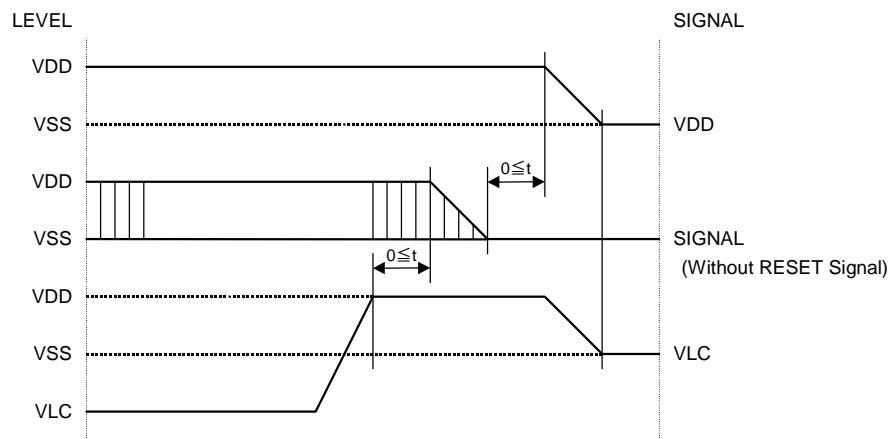 LEVEL SIGNAL
VDD
VSS VDD
0≦t
VDD
VSS SIGNAL
(Without RESET Signal)
0≦t
VDD
VSS VLC
VLC